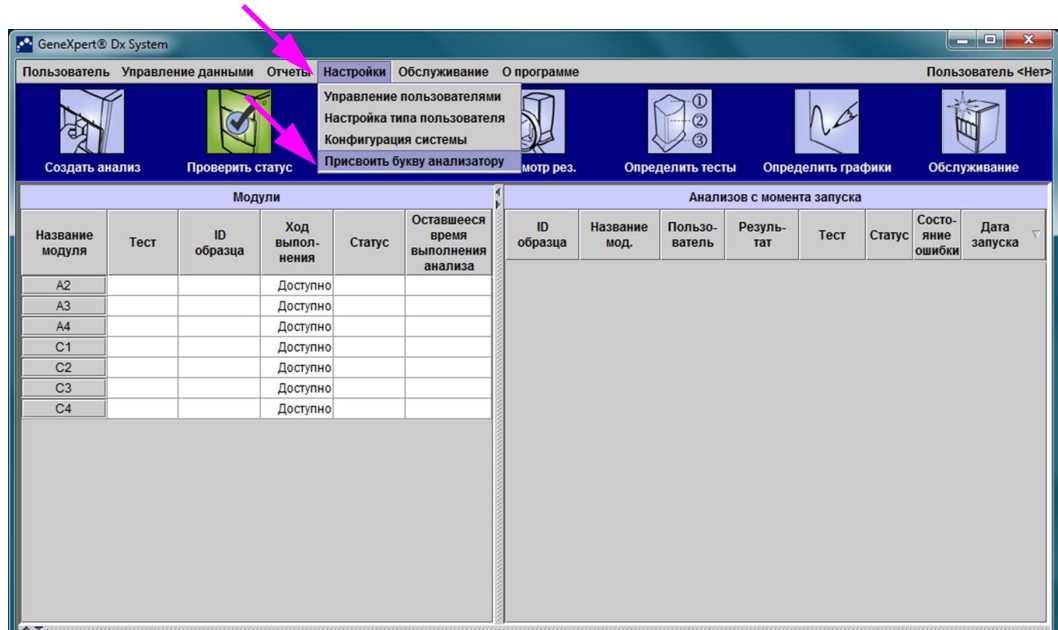 GeneXpert® Dx System
Пользователь Управление данными Отчеты Настройки Обслуживание О программе Пользователь <Нет>
Управление пользователями
Настройка типа пользователя
Конфигурация системы
Присвоить букву анализатору
1
2
3
Создать анализ Проверить статус мотр рез. Определить тесты Определить графики Обслуживание
Модули
Название модуля
Тест
ID образца
Ход выпол-
нения
Статус
Оставшееся
время
выполнения
анализа
A2 Доступно
A3 Доступно
A4 Доступно
C1 Доступно
C2 Доступно
C3 Доступно
C4 Доступно
Анализов с момента запуска
ID
образца
Название
мод.
Пользо-
ватель
Резуль-
тат
Тест
Статус
Состо-
яние
ошибки
Дата
запуска